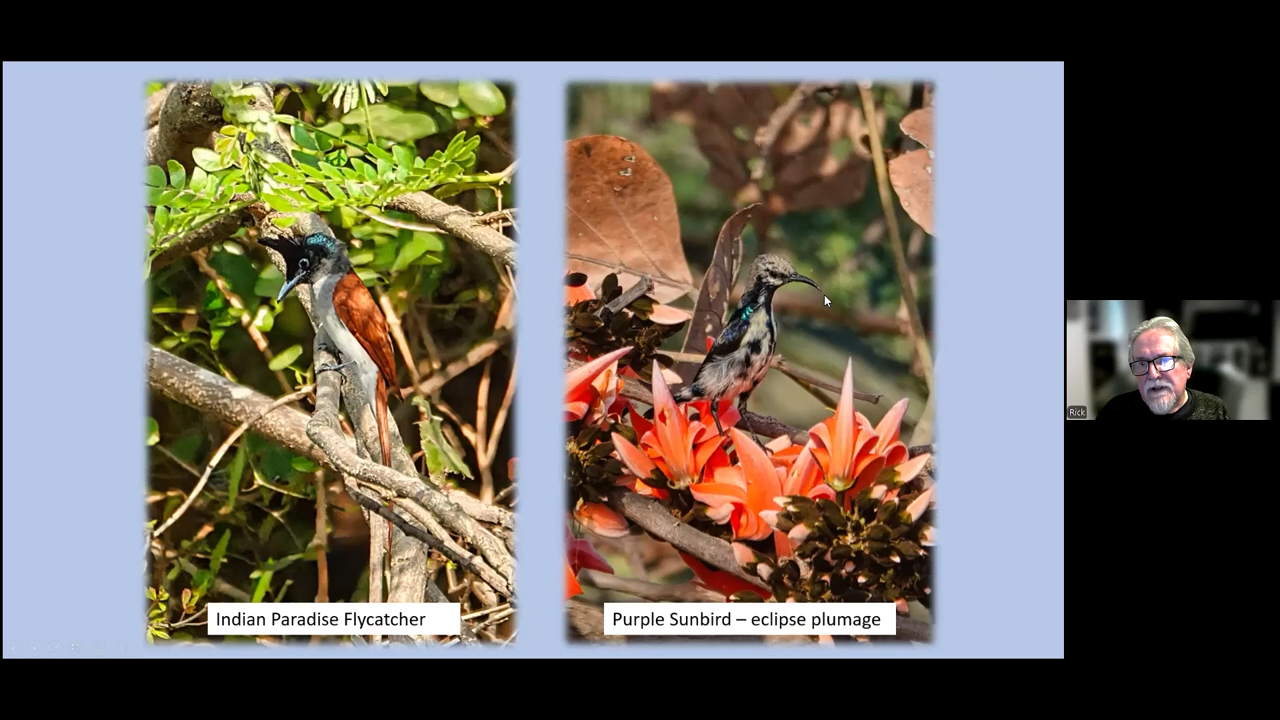 Indian Paradise Flycatcher
Purple Sunbird – eclipse plumage
Rick